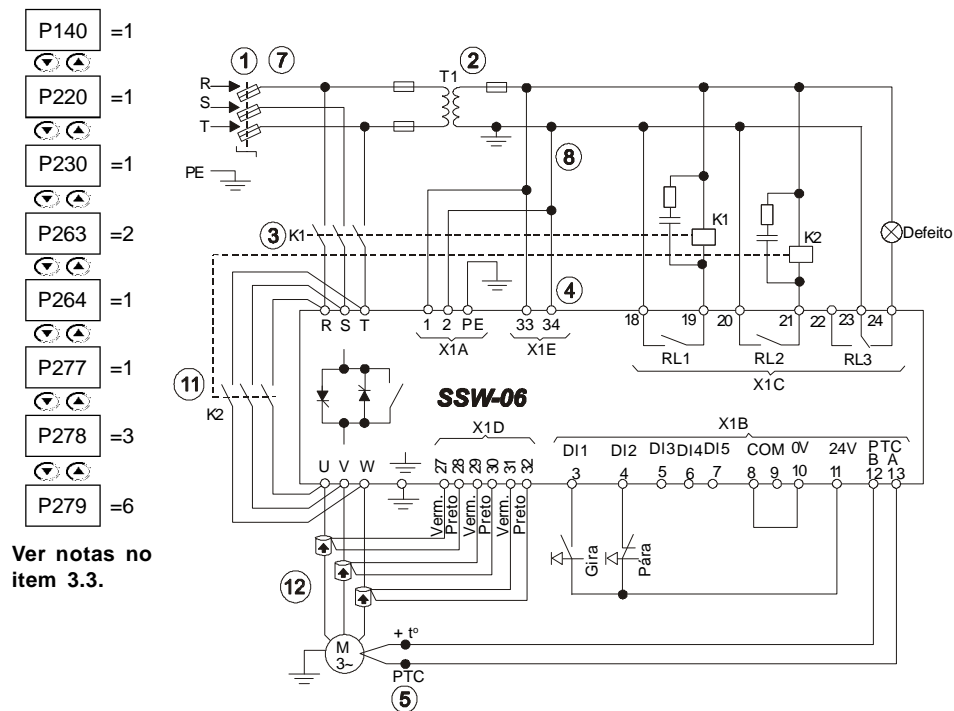 P140 =1
P220 =1
P230 =1
P263 =2
P264 =1
P277 =1
P278 =3
P279 =6
Ver notas no
item 3.3.
1 7 T1 2
R
S
T
PE
8
3 K1
K1
K2
Defeito
4
R S T 1 2 PE 33 34 18 19 20 21 22 23 24
X1A X1E RL1 RL2 RL3
X1C
11
K2
SSW-06
X1D X1B
DI1 DI2 DI3 DI4 DI5 COM 0V 24V PTC
B A
U V W 27 28 29 30 31 32 3 4 5 6 7 8 9 10 11 12 13
Verm. Preto Verm. Preto Verm. Preto
Gira Pára
12
M
3~
+ tº
PTC
5